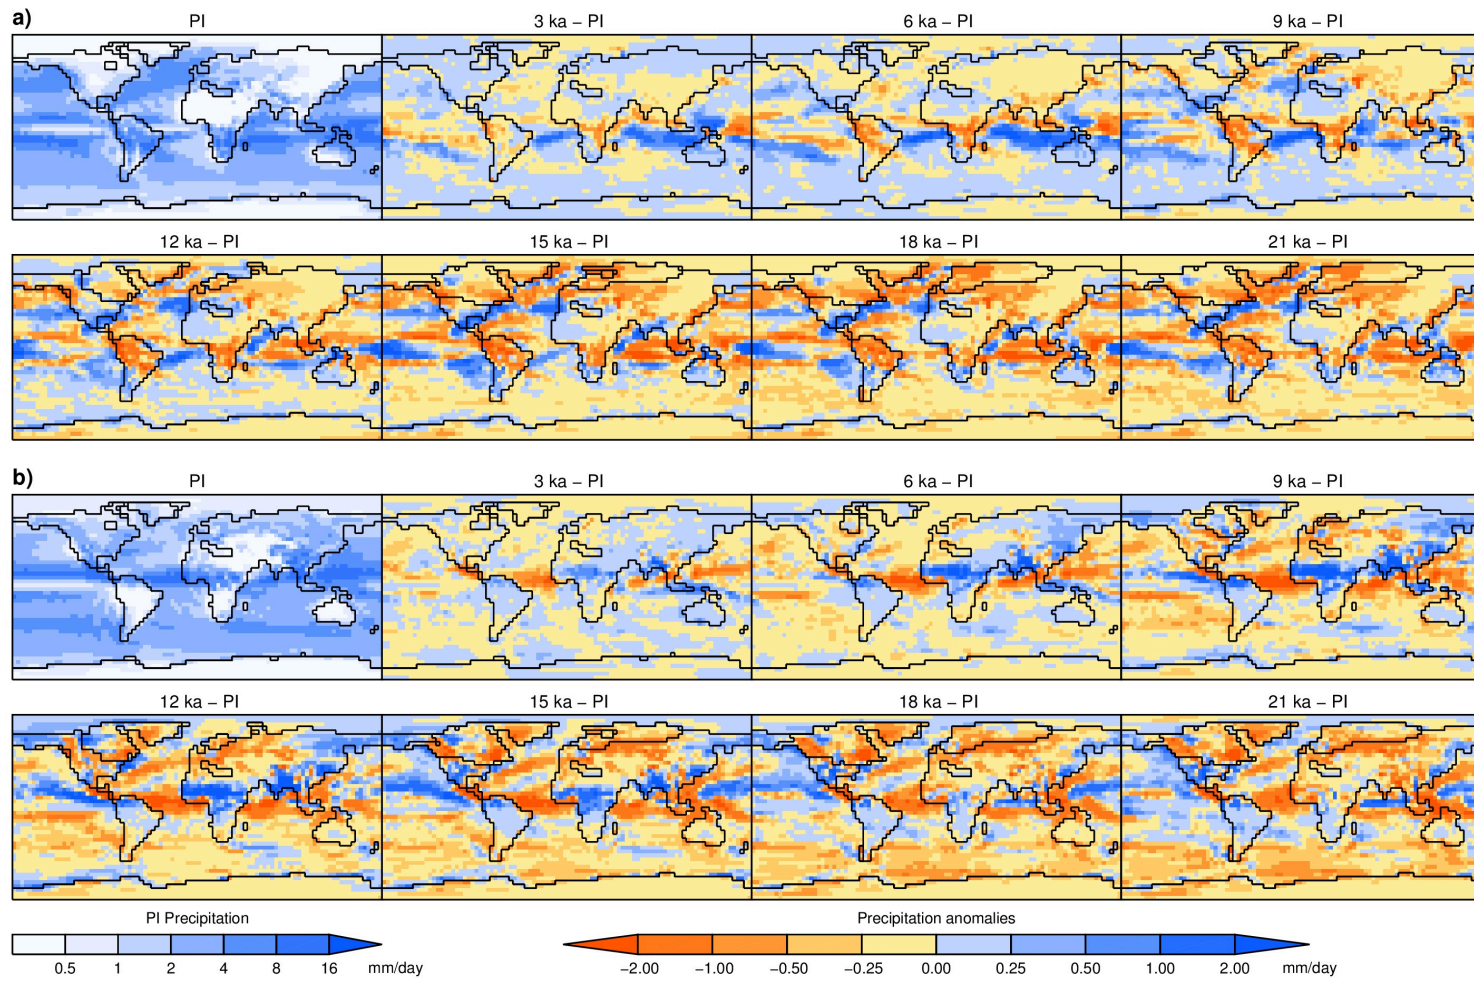 a)
PI
3 ka – PI
6 ka – PI
9 ka – PI
12 ka – PI
15 ka – PI
18 ka – PI
21 ka – PI
b)
PI
3 ka – PI
6 ka – PI
9 ka – PI
12 ka – PI
15 ka – PI
18 ka – PI
21 ka – PI
PI Precipitation
0.5 1 2 4 8 16 mm/day
Precipitation anomalies
−2.00 −1.00 −0.50 −0.25 0.00 0.25 0.50 1.00 2.00 mm/day